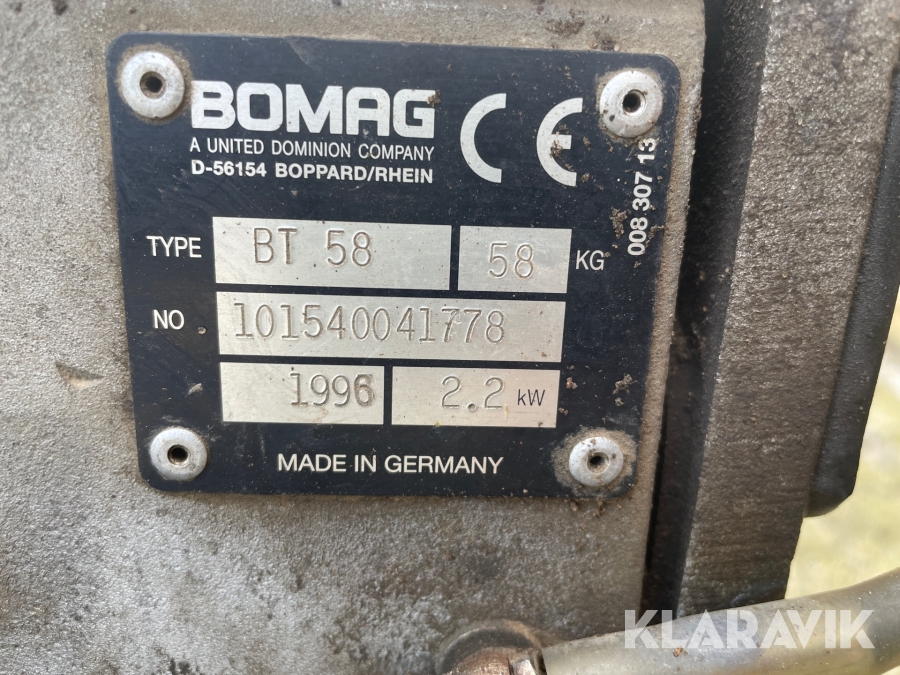 BOMAG
A UNITED DOMINION COMPANY
D-56154 BOPPARD/RHEIN
CE
008 307 13
TYPE BT 58 58 KG
NO 101540041778
1996 2.2 kW
MADE IN GERMANY
KLARAVIK